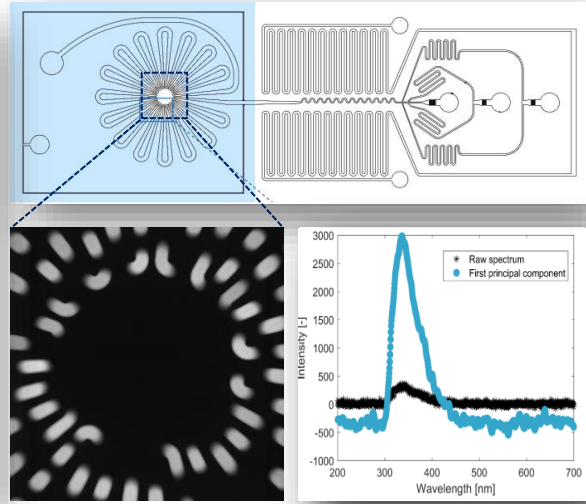 3000
2500
2000
1500
1000
500
0
-500
-1000
200 300 400 500 600 700
Intensity [-]
Wavelength [nm]
Raw spectrum
First principal component